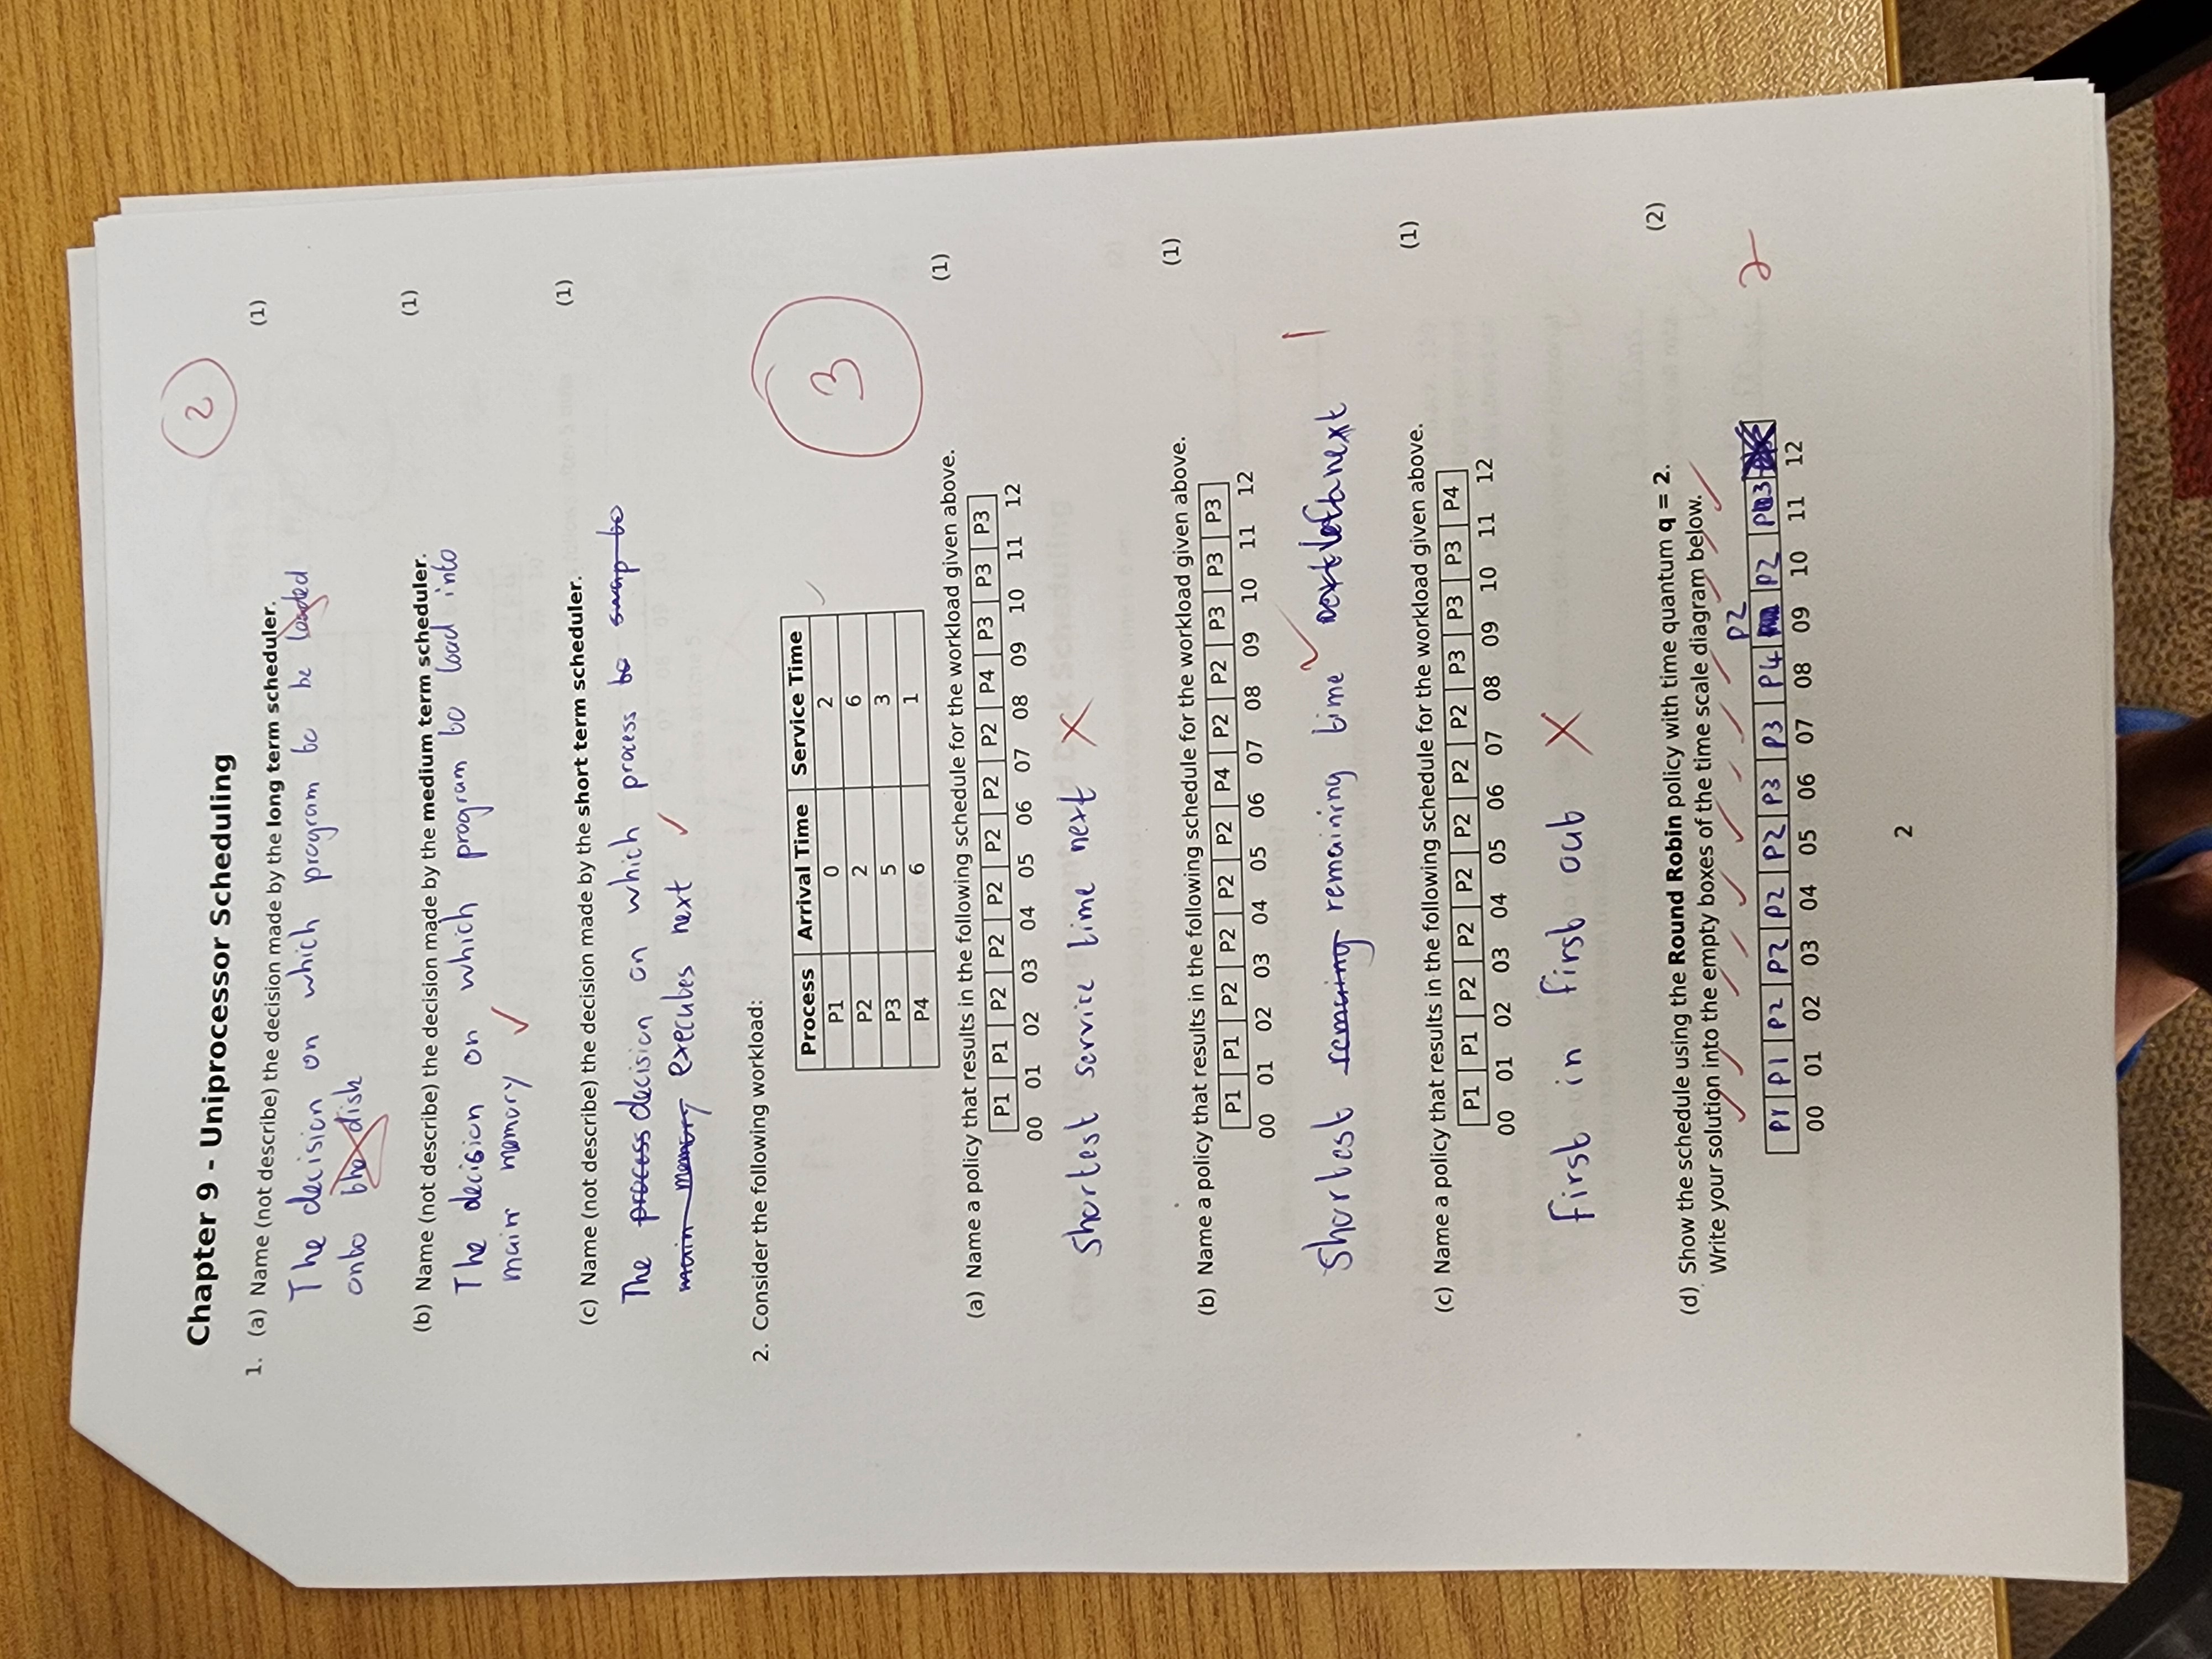 Chapter 9 - Uniprocessor Scheduling
2
1. (a) Name (not describe) the decision made by the long term scheduler. (1)
The decision on which program to be loaded
onto the disk
(b) Name (not describe) the decision made by the medium term scheduler. (1)
The decision on which program to load into
main memory ✓
(c) Name (not describe) the decision made by the short term scheduler. (1)
The process decision on which process to swap to
main memory executes next ✓
2. Consider the following workload:
3
Process Arrival Time Service Time
P1 0 2
P2 2 6
P3 5 3
P4 6 1
(a) Name a policy that results in the following schedule for the workload given above. (1)
P1 P1 P2 P2 P2 P2 P2 P2 P4 P3 P3 P3
00 01 02 03 04 05 06 07 08 09 10 11 12
Shortest service time next X
(b) Name a policy that results in the following schedule for the workload given above. (1)
P1 P1 P2 P2 P2 P2 P4 P2 P2 P3 P3 P3
00 01 02 03 04 05 06 07 08 09 10 11 12
Shortest remaining time ✓ next 1
(c) Name a policy that results in the following schedule for the workload given above. (1)
P1 P1 P2 P2 P2 P2 P2 P2 P3 P3 P3 P4
00 01 02 03 04 05 06 07 08 09 10 11 12
first in first out X
(d) Show the schedule using the Round Robin policy with time quantum q = 2. (2)
Write your solution into the empty boxes of the time scale diagram below.
P2
P1 P1 P2 P2 P2 P2 P3 P3 P4 P2 P3 2
00 01 02 03 04 05 06 07 08 09 10 11 12
2